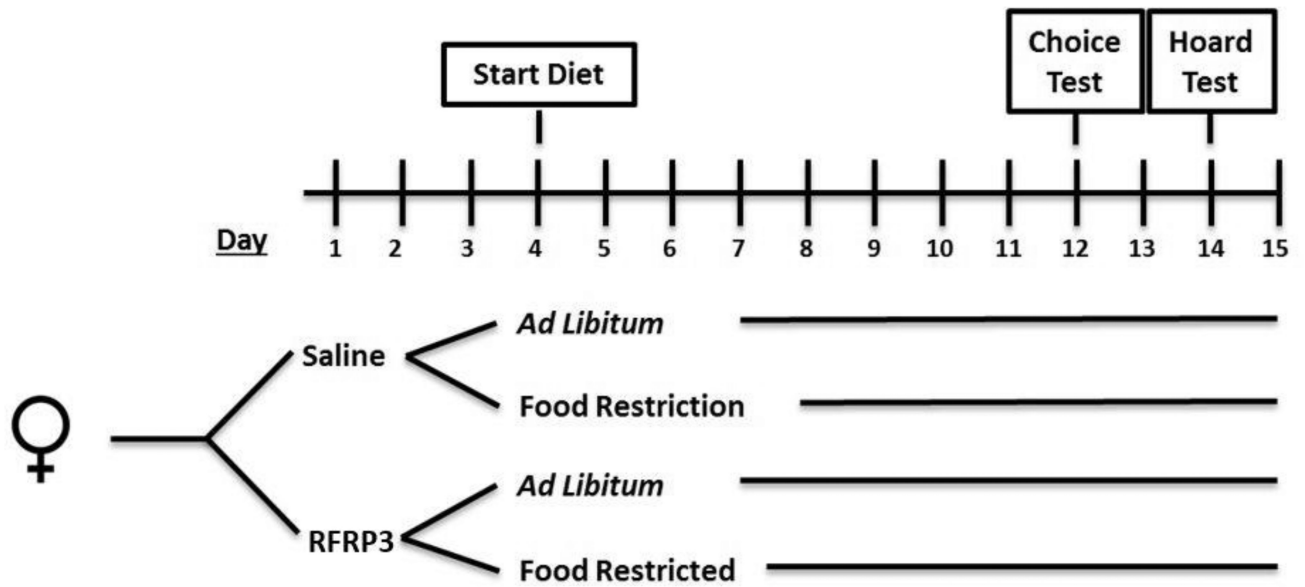 Start Diet
Choice
Test
Hoard
Test
Day
1 2 3 4 5 6 7 8 9 10 11 12 13 14 15
Saline
Ad Libitum
Food Restriction
RFRP3
Ad Libitum
Food Restricted